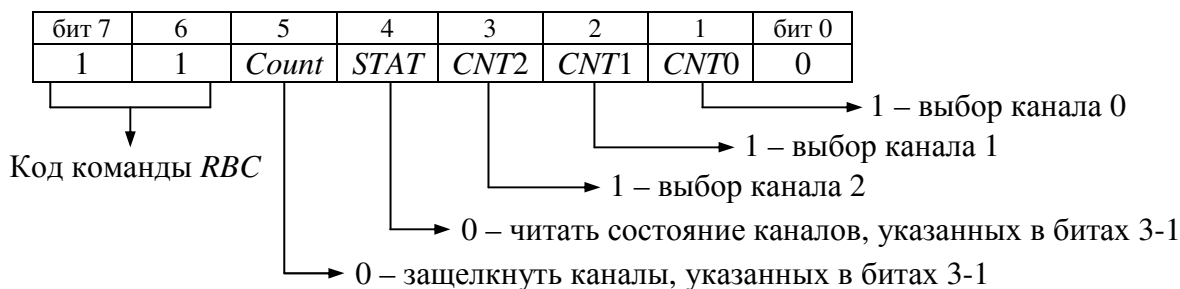 бит 7 6 5 4 3 2 1 бит 0
1 1 Count STAT CNT2 CNT1 CNT0 0
1 – выбор канала 0
1 – выбор канала 1
Код команды RBC
1 – выбор канала 2
0 – читать состояние каналов, указанных в битах 3-1
0 – защелкнуть каналы, указанных в битах 3-1